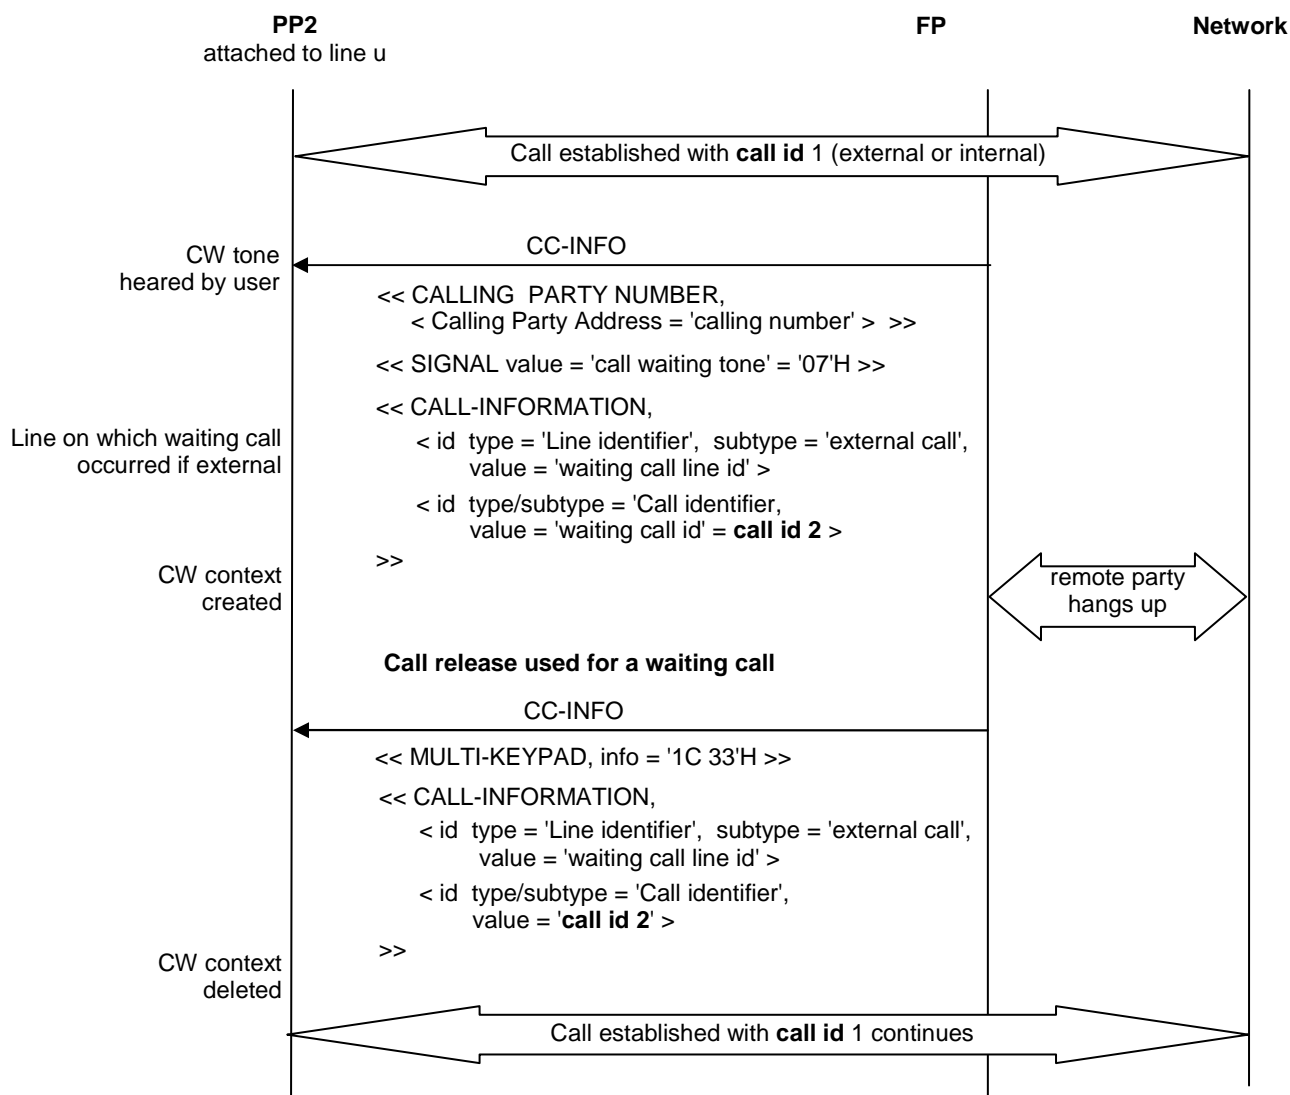 PP2
attached to line u
FP
Network
Call established with call id 1 (external or internal)
CW tone
heared by user
CC-INFO
<< CALLING PARTY NUMBER,
< Calling Party Address = 'calling number' > >>
<< SIGNAL value = 'call waiting tone' = '07'H >>
<< CALL-INFORMATION,
Line on which waiting call
occurred if external
< id type = 'Line identifier', subtype = 'external call',
value = 'waiting call line id' >
< id type/subtype = 'Call identifier,
value = 'waiting call id' = call id 2 >
>>
CW context
created
remote party
hangs up
Call release used for a waiting call
CC-INFO
<< MULTI-KEYPAD, info = '1C 33'H >>
<< CALL-INFORMATION,
< id type = 'Line identifier', subtype = 'external call',
value = 'waiting call line id' >
< id type/subtype = 'Call identifier',
value = 'call id 2' >
>>
CW context
deleted
Call established with call id 1 continues